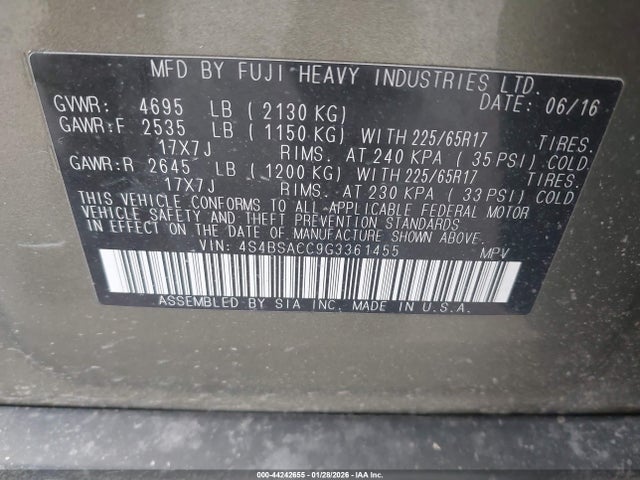 MFD BY FUJI HEAVY INDUSTRIES LTD.
DATE: 06/16
GVWR: 4695 LB (2130 KG)
GAWR:F 2535 LB (1150 KG) WITH 225/65R17 TIRES.
17X7J RIMS. AT 240 KPA (35 PSI) COLD
GAWR:R 2645 LB (1200 KG) WITH 225/65R17 TIRES.
17X7J RIMS. AT 230 KPA (33 PSI) COLD
THIS VEHICLE CONFORMS TO ALL APPLICABLE FEDERAL MOTOR
VEHICLE SAFETY AND THEFT PREVENTION STANDARDS
IN EFFECT ON THE DATE OF MANUFACTURE SHOWN ABOVE.
VIN: 4S4BSACC9G3361455 MPV
ASSEMBLED BY SIA INC. MADE IN U.S.A.
000-44242655 - 01/28/2026 - IAA Inc.